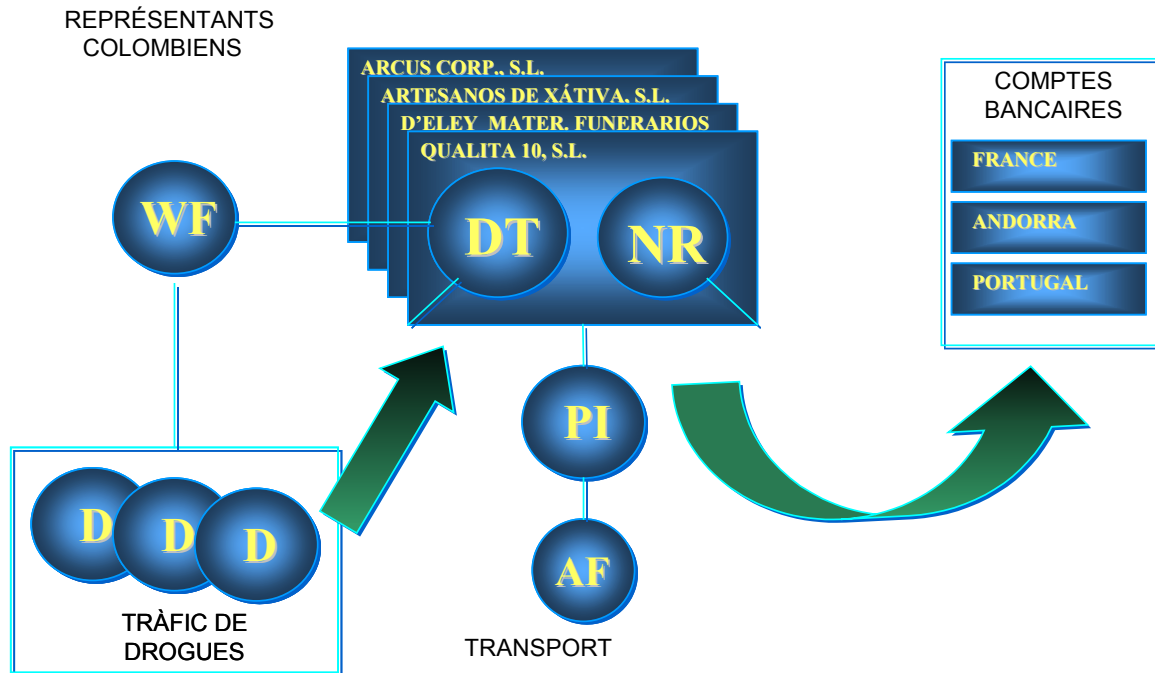 REPRÉSENTANTS
COLOMBIENS
ARCUS CORP., S.L.
ARTESANOS DE XÁTIVA, S.L.
D'ELEY MATER. FUNERARIOS
QUALITA 10, S.L.
WF
DT
NR
COMPTES
BANCAIRES
FRANCE
ANDORRA
PORTUGAL
PI
D
D
D
AF
TRÀFIC DE
DROGUES
TRANSPORT